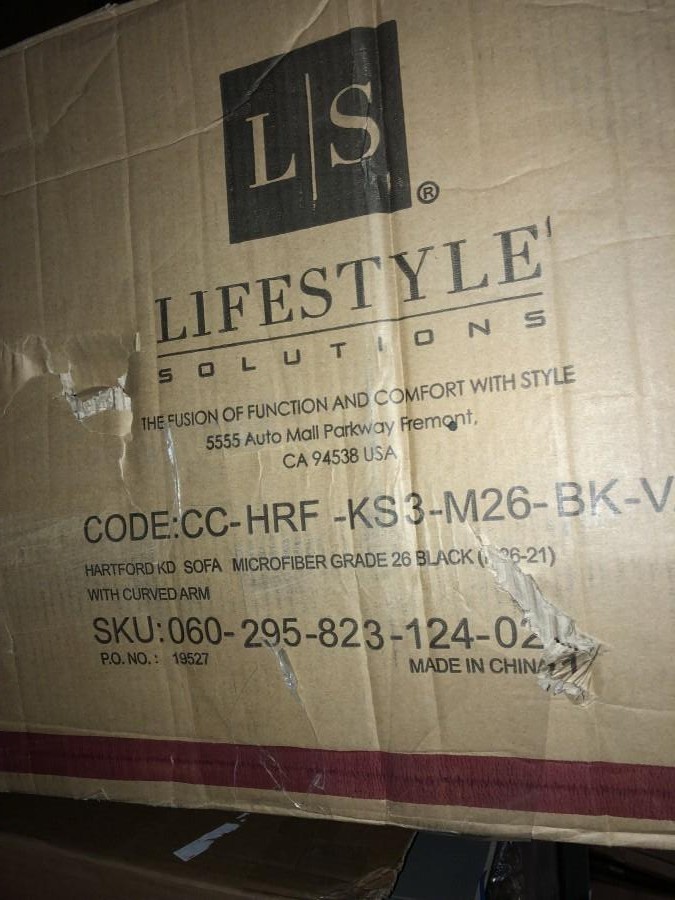 L|S
®
LIFESTYLE
SOLUTIONS
THE FUSION OF FUNCTION AND COMFORT WITH STYLE
5555 Auto Mall Parkway Fremont,
CA 94538 USA
CODE:CC-HRF -KS3-M26-BK-V
HARTFORD KD SOFA MICROFIBER GRADE 26 BLACK
WITH CURVED ARM
SKU:060-295-823-124-02
P.O. NO.: 19527
MADE IN CHINA